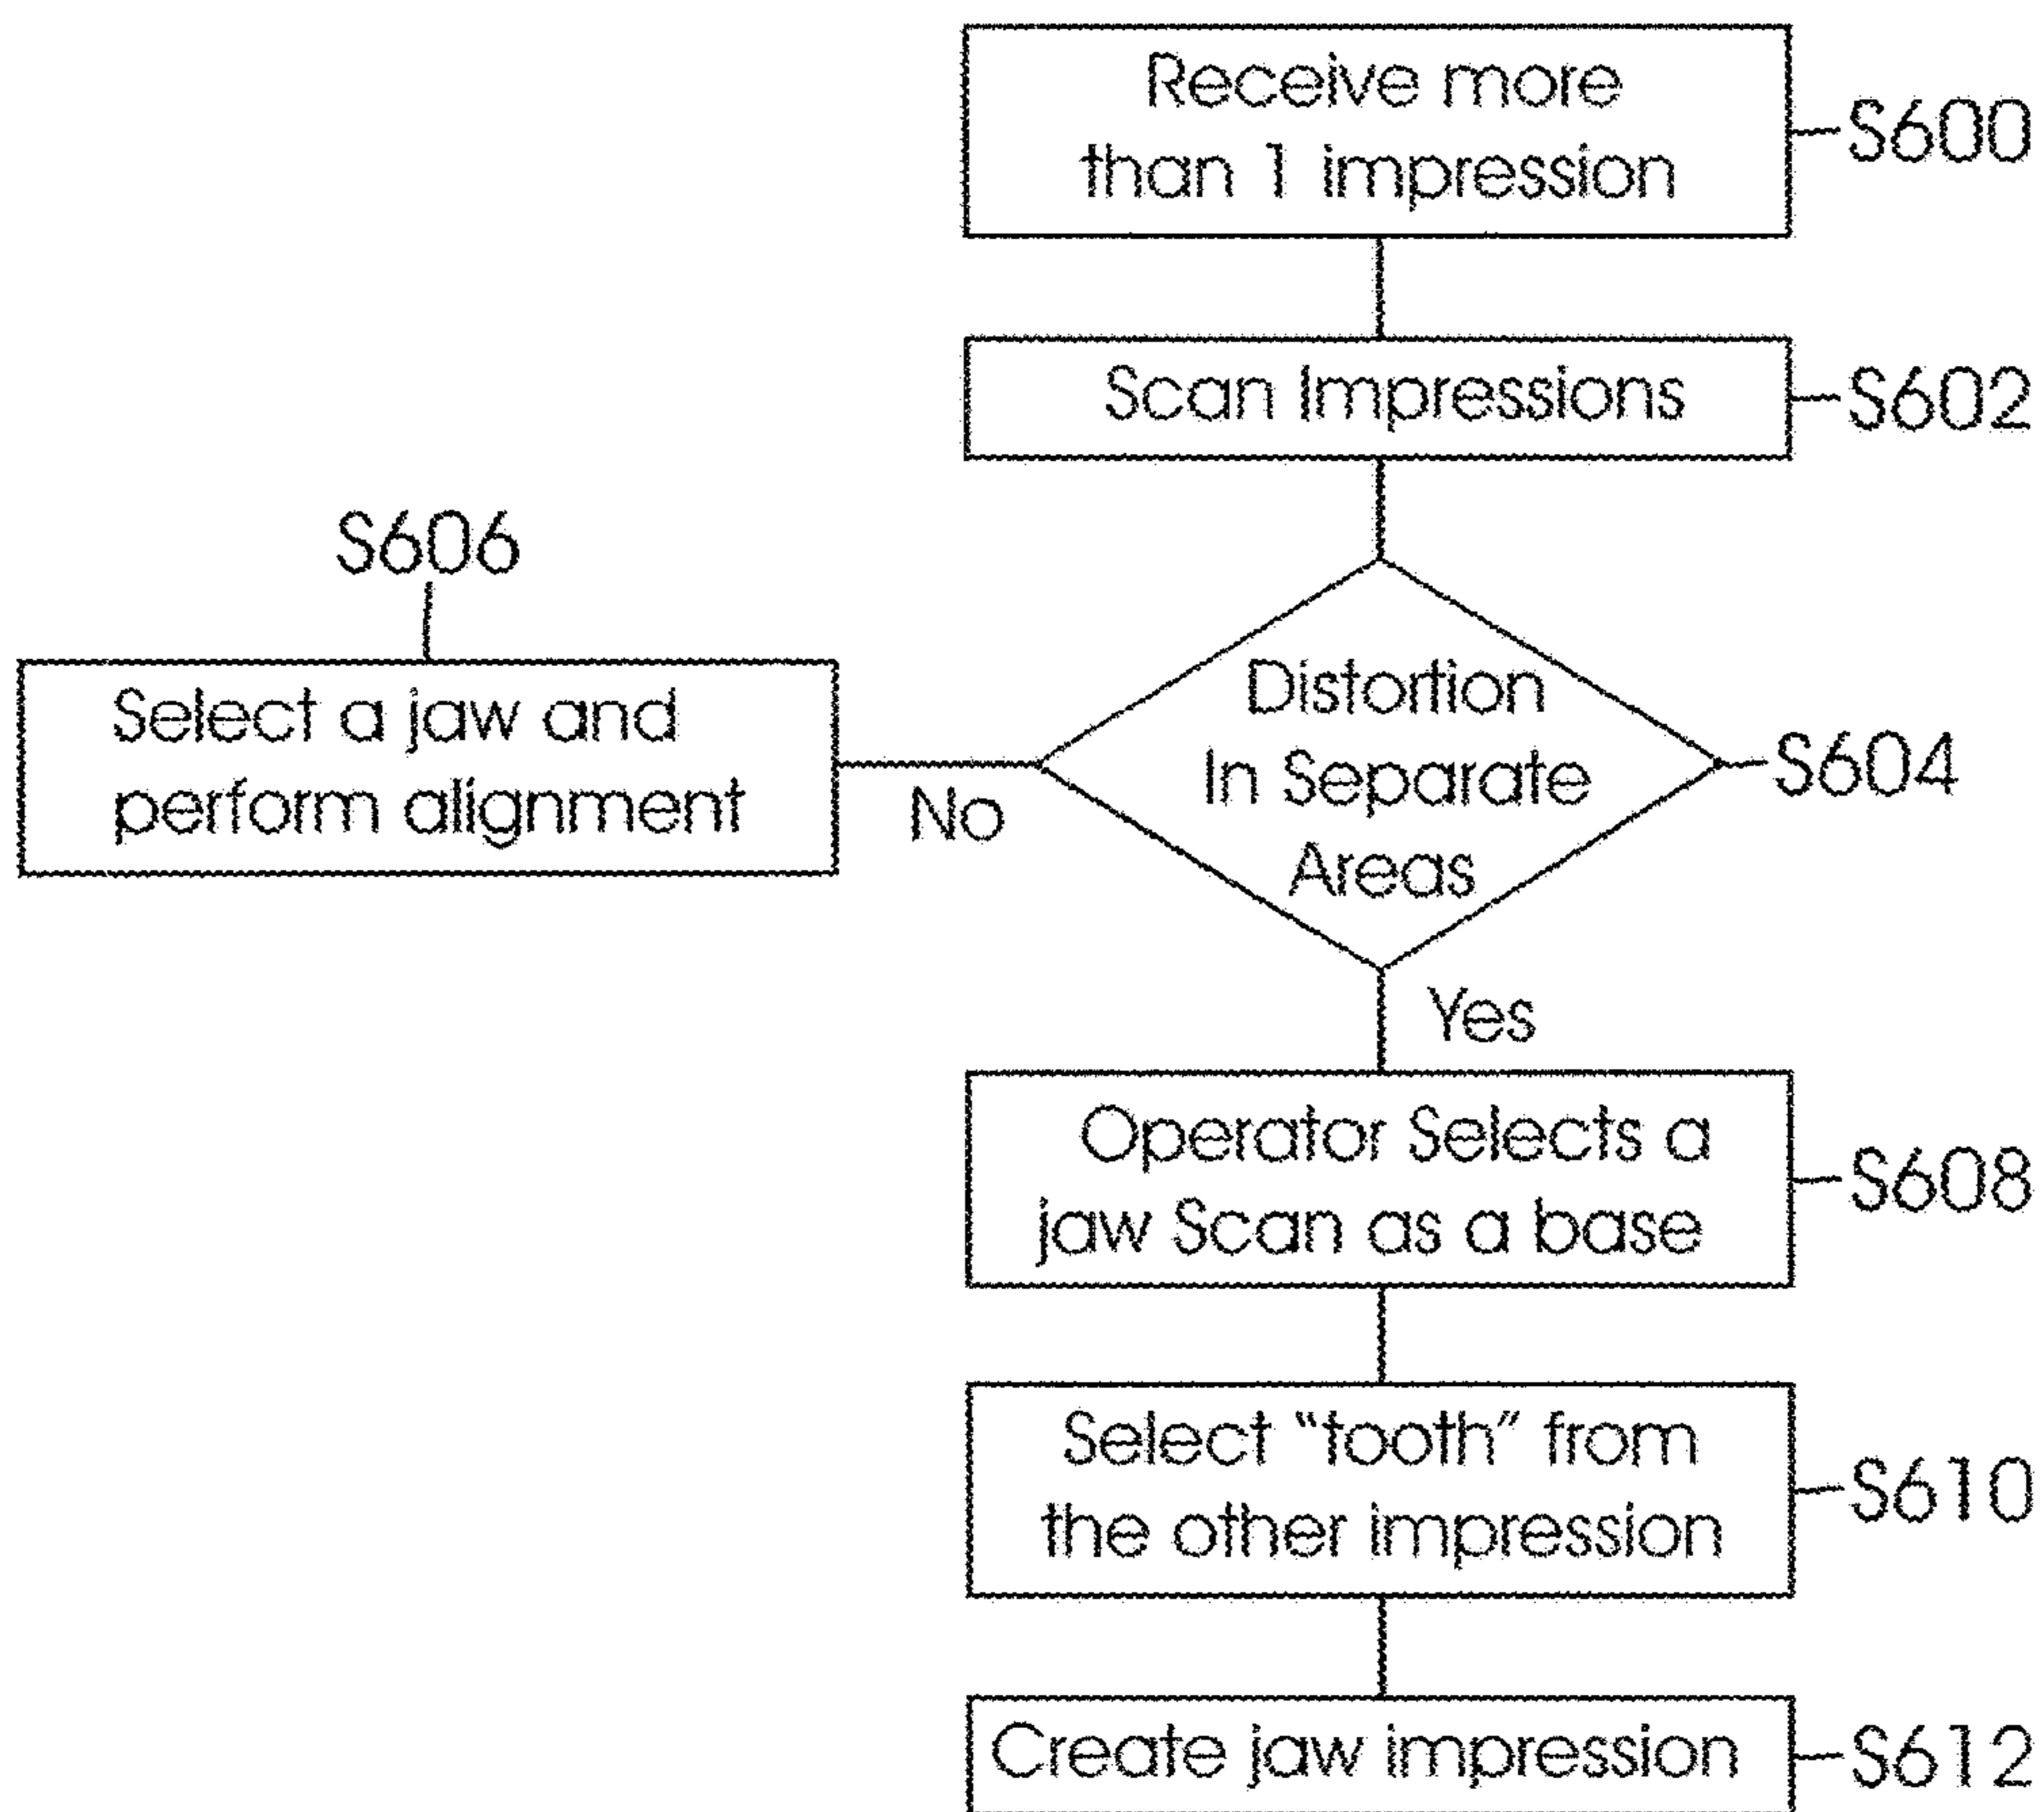 Receive more
than 1 impression
S600
Scan Impressions
S602
S606
Select a jaw and
perform alignment
No
Distortion
In Separate
Areas
S604
Yes
Operator Selects a
jaw Scan as a base
S608
Select “tooth” from
the other impression
S610
Create jaw impression
S612